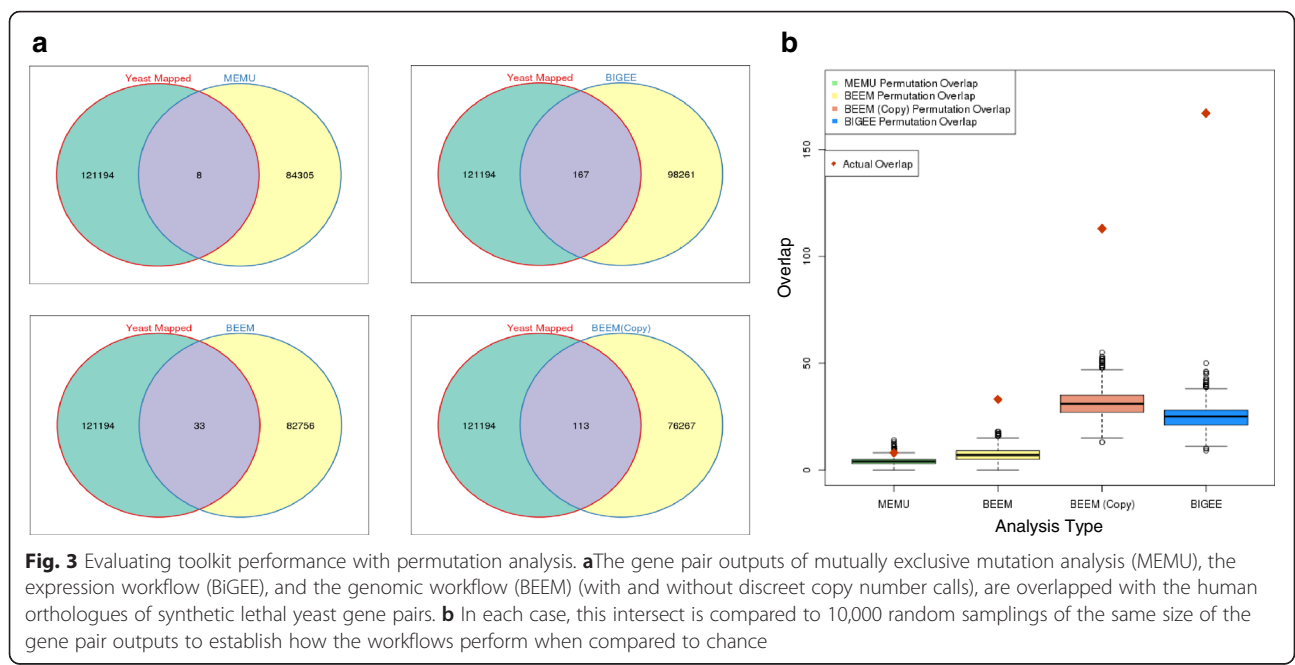 a
Yeast Mapped MEMU
121194 8 84305
Yeast Mapped BIGEE
121194 167 98261
Yeast Mapped BEEM
121194 33 82756
Yeast Mapped BEEM(Copy)
121194 113 76267
b
MEMU Permutation Overlap
BEEM Permutation Overlap
BEEM (Copy) Permutation Overlap
BIGEE Permutation Overlap
Actual Overlap
150
100
50
0
Overlap
MEMU BEEM BEEM (Copy) BIGEE
Analysis Type
Fig. 3 Evaluating toolkit performance with permutation analysis. aThe gene pair outputs of mutually exclusive mutation analysis (MEMU), the
expression workflow (BiGEE), and the genomic workflow (BEEM) (with and without discreet copy number calls), are overlapped with the human
orthologues of synthetic lethal yeast gene pairs. b In each case, this intersect is compared to 10,000 random samplings of the same size of the
gene pair outputs to establish how the workflows perform when compared to chance